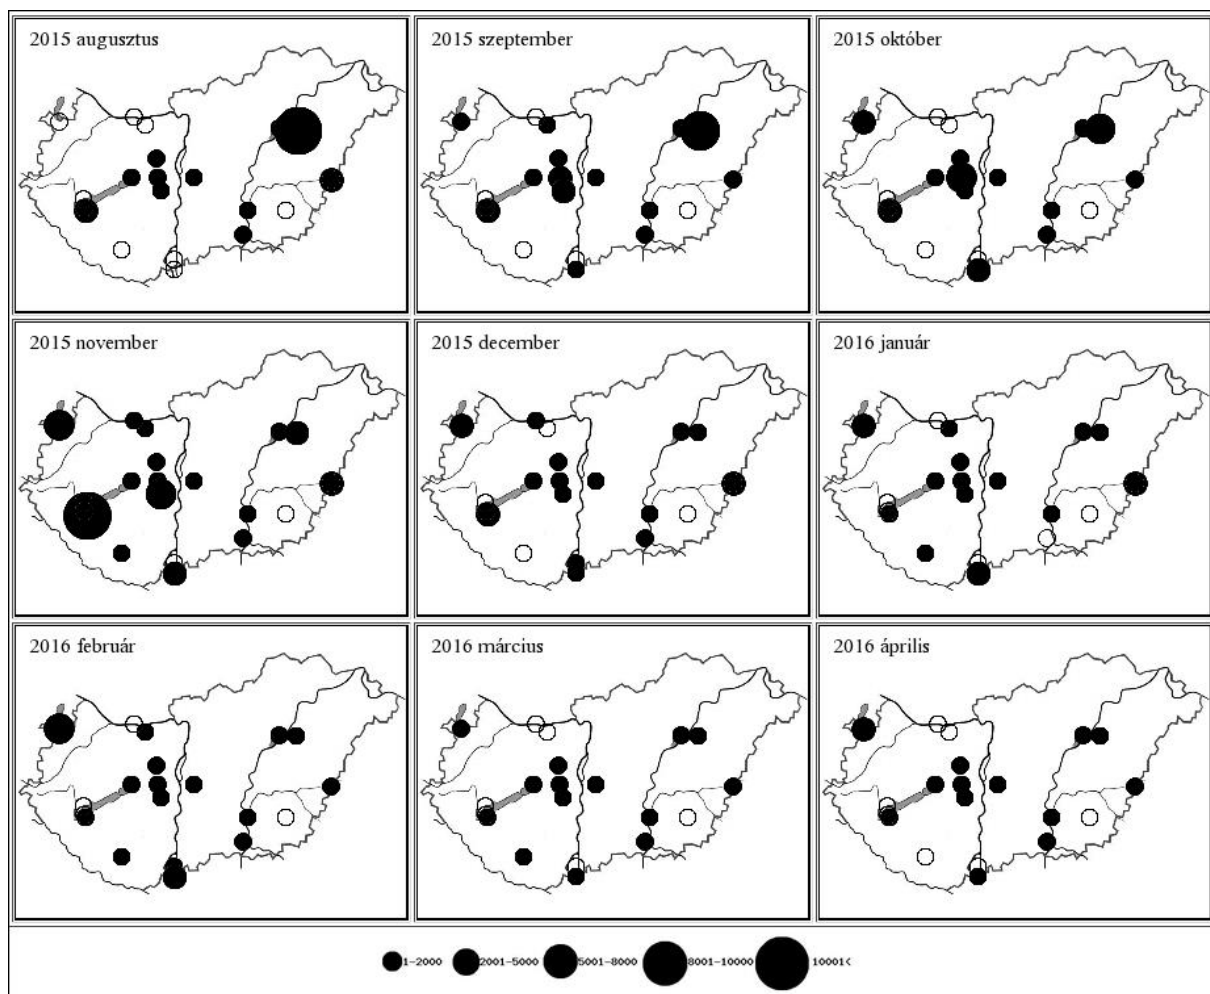 2015 augusztus
2015 szeptember
2015 október
2015 november
2015 december
2016 január
2016 február
2016 március
2016 április
1-2000 2001-5000 5001-8000 8001-10000 10001<